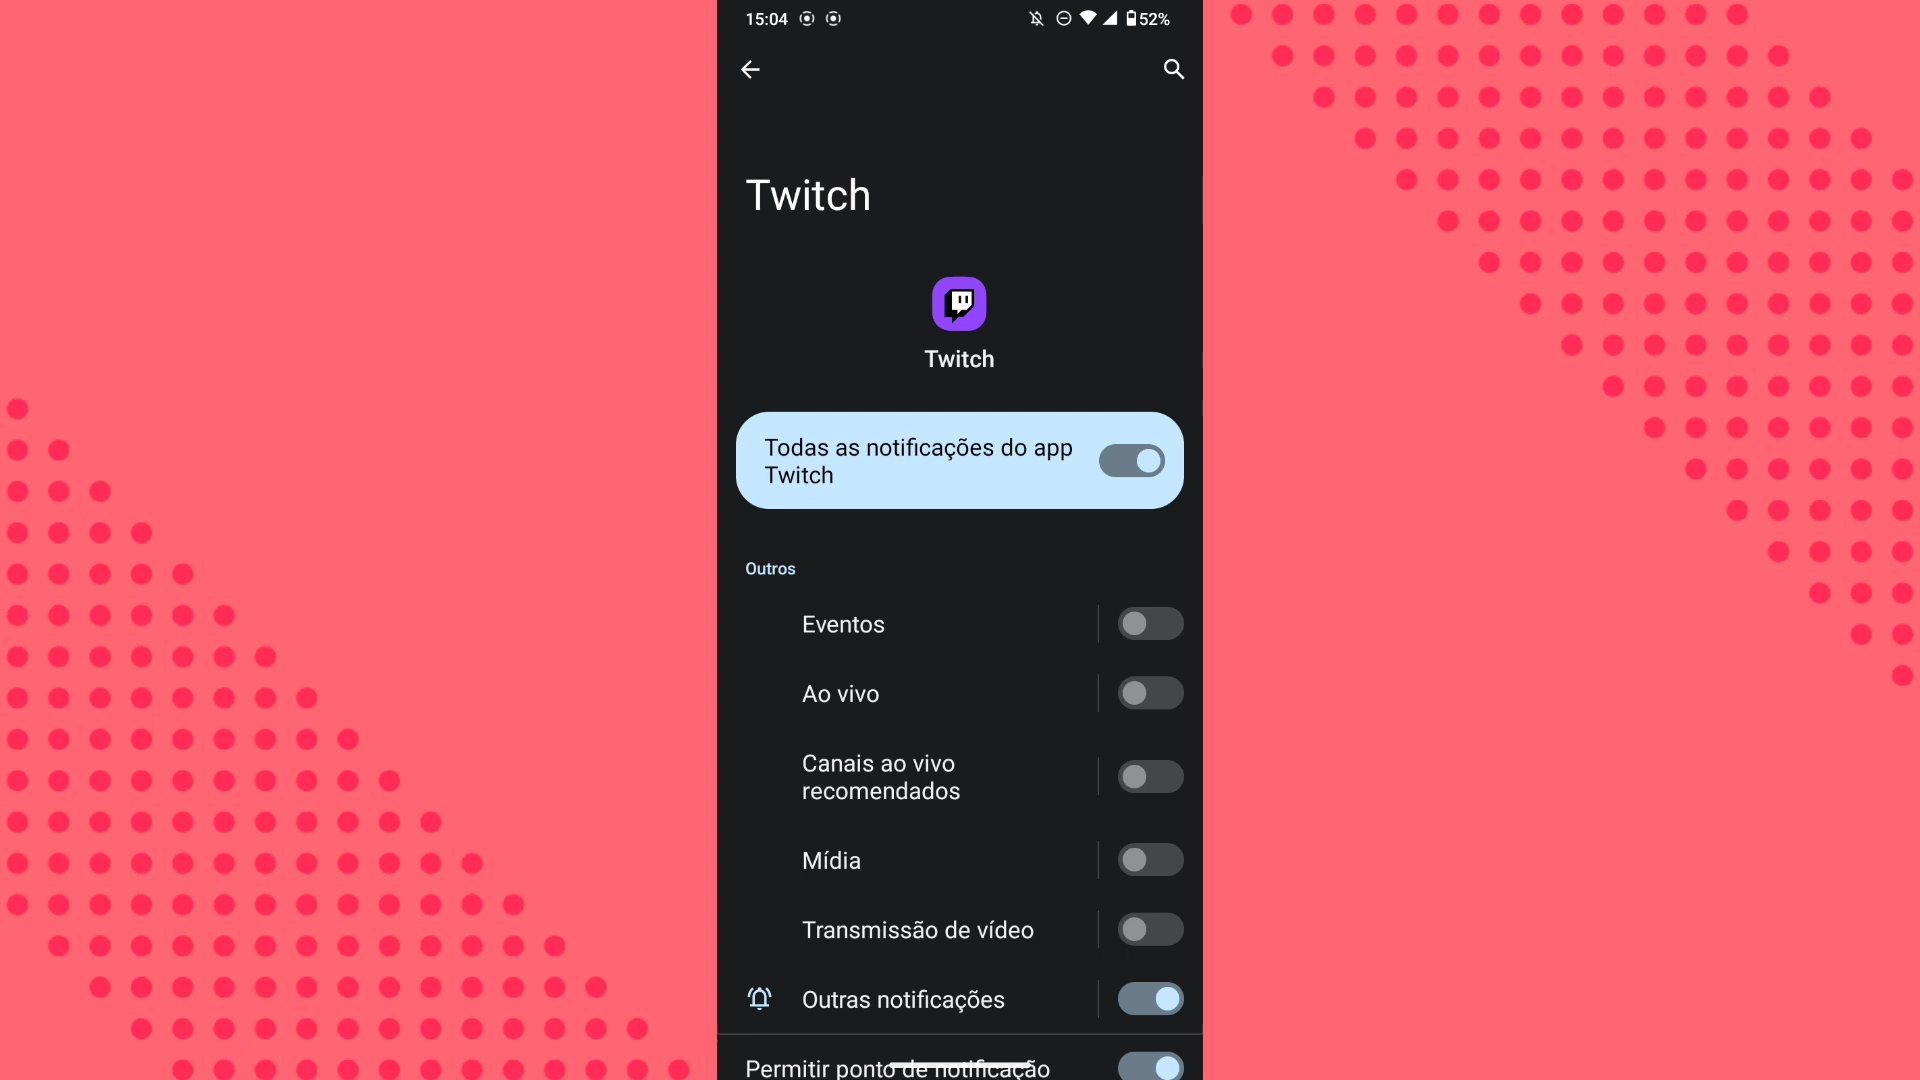 15:04
52%
Twitch
Twitch
Todas as notificações do app
Twitch
Outros
Eventos
Ao vivo
Canais ao vivo
recomendados
Mídia
Transmissão de vídeo
Outras notificações
Permitir ponto de notificação